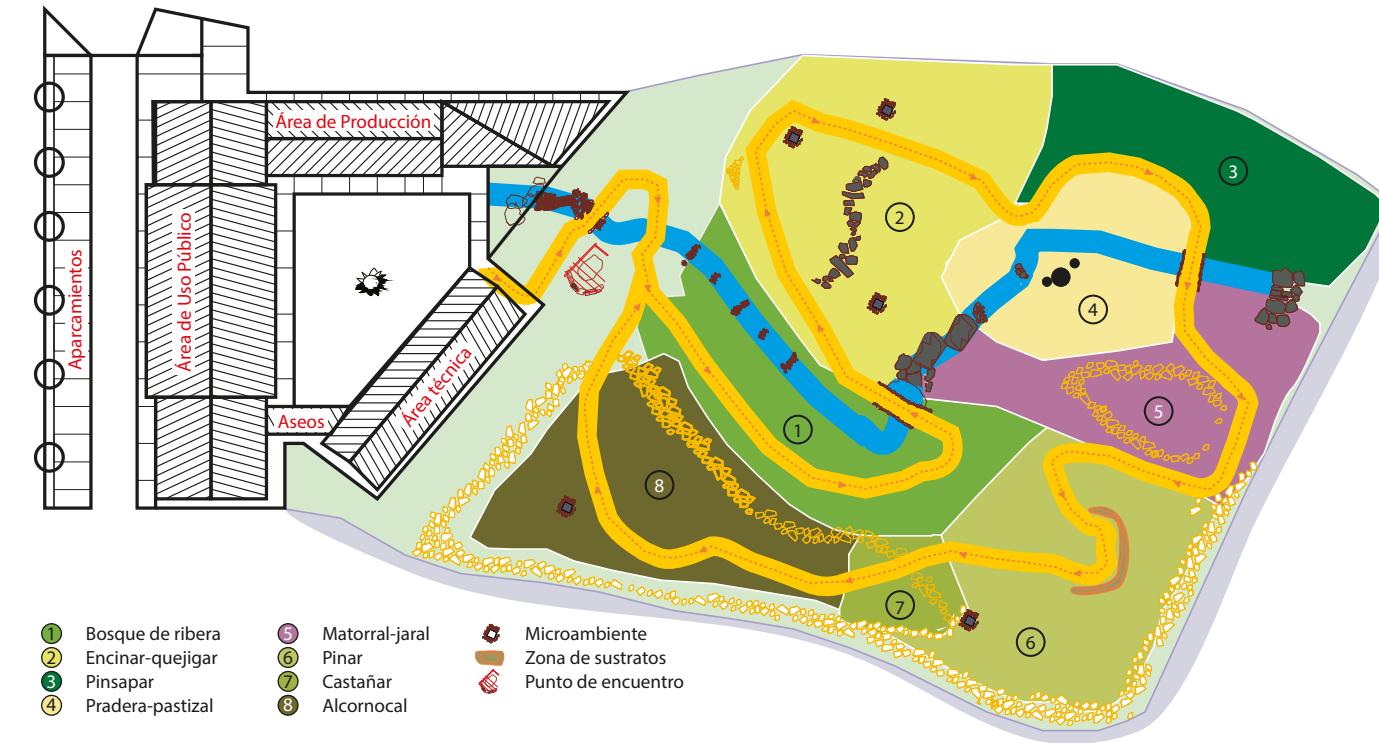 Área de Producción
Aparcamientos
Área de Uso Público
Área técnica
Aseos
3
2
4
5
1
8
7
6
1 Bosque de ribera
2 Encinar-quejigar
3 Pinsapar
4 Pradera-pastizal
5 Matorral-jaral
6 Pinar
7 Castañar
8 Alcornocal
Microambiente
Zona de sustratos
Punto de encuentro